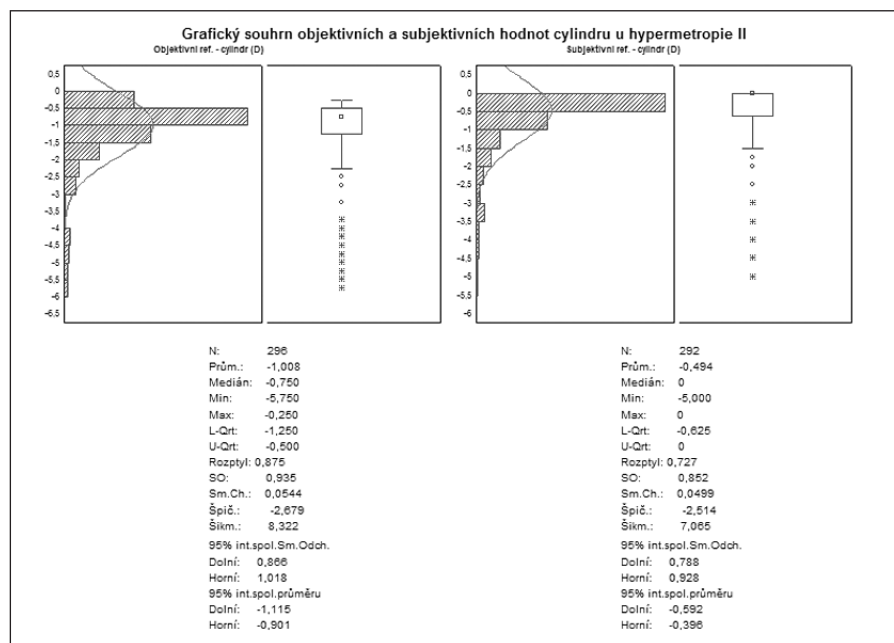 Grafický souhrn objektivních a subjektivních hodnot cylindru u hypermetropie II
Objektivní ref. - cylindr (D)
0,5
0
-0,5
-1
-1,5
-2
-2,5
-3
-3,5
-4
-4,5
-5
-5,5
-6
-6,5
N: 296
Prům.: -1,008
Medián: -0,750
Min: -5,750
Max: -0,250
L-Qrt: -1,250
U-Qrt: -0,500
Rozptyl: 0,875
SO: 0,935
Sm.Ch.: 0,0544
Špič.: -2,679
Šikm.: 8,322
95% int.spol.Sm.Odch.
Dolní: 0,866
Horní: 1,018
95% int.spol.průměru
Dolní: -1,115
Horní: -0,901
Subjektivní ref. - cylindr (D)
0,5
0
-0,5
-1
-1,5
-2
-2,5
-3
-3,5
-4
-4,5
-5
-5,5
-6
N: 292
Prům.: -0,494
Medián: 0
Min: -5,000
Max: 0
L-Qrt: -0,625
U-Qrt: 0
Rozptyl: 0,727
SO: 0,852
Sm.Ch.: 0,0499
Špič.: -2,514
Šikm.: 7,065
95% int.spol.Sm.Odch.
Dolní: 0,788
Horní: 0,928
95% int.spol.průměru
Dolní: -0,592
Horní: -0,396